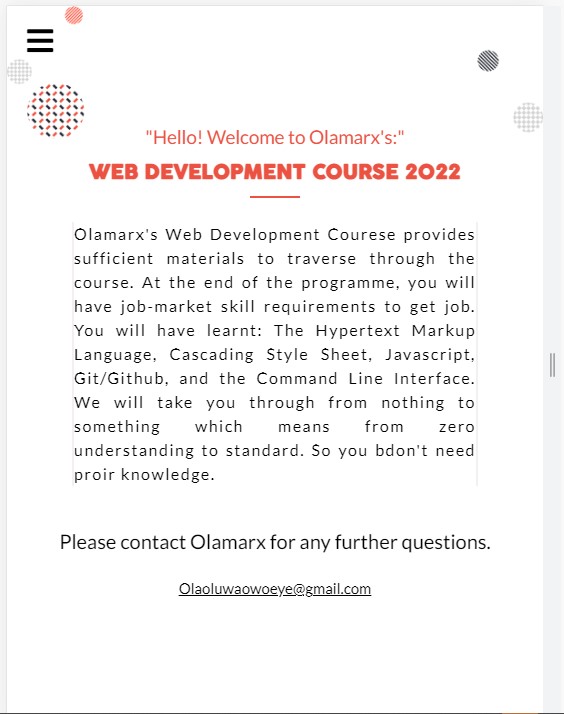 "Hello! Welcome to Olamarx's:"
WEB DEVELOPMENT COURSE 2022
Olamarx's Web Development Courese provides
sufficient materials to traverse through the
course. At the end of the programme, you will
have job-market skill requirements to get job.
You will have learnt: The Hypertext Markup
Language, Cascading Style Sheet, Javascript,
Git/Github, and the Command Line Interface.
We will take you through from nothing to
something which means from zero
understanding to standard. So you bdon't need
proir knowledge.
Please contact Olamarx for any further questions.
Olaoluwaowoeye@gmail.com